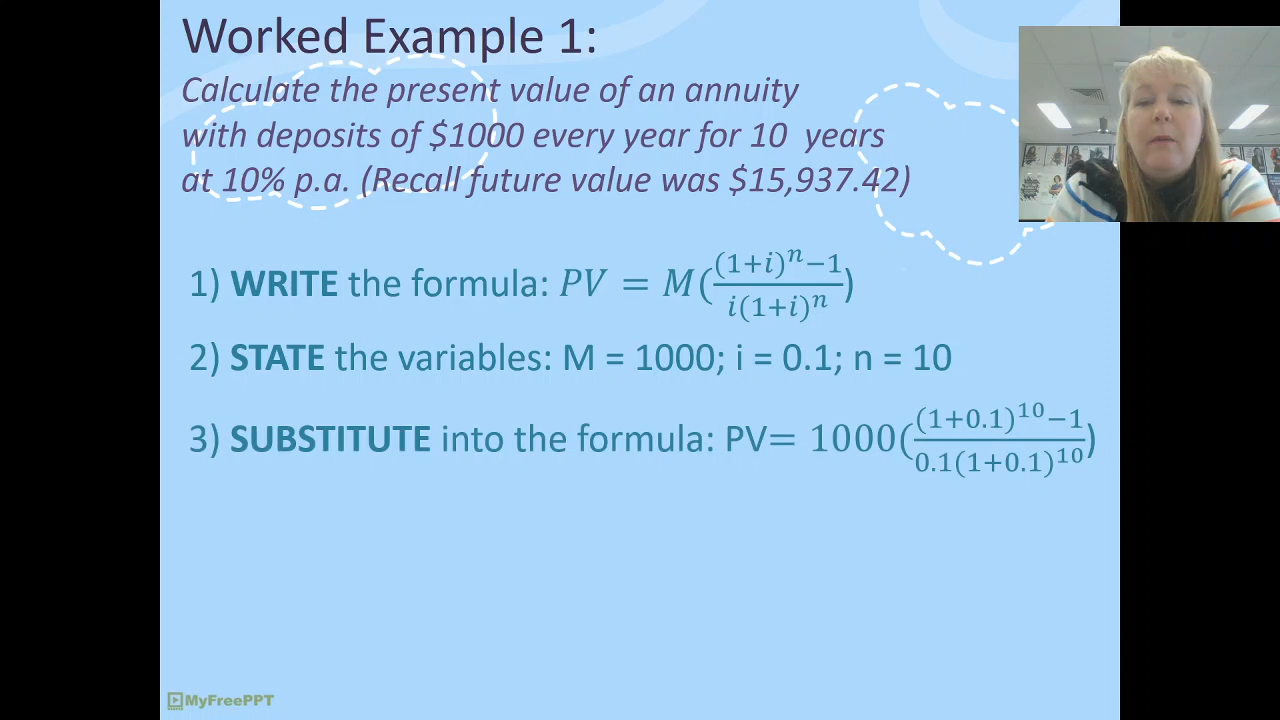 Worked Example 1:
Calculate the present value of an annuity
with deposits of $1000 every year for 10 years
at 10% p.a. (Recall future value was $15,937.42)
1) WRITE the formula: PV = M((1+i)^n−1 / i(1+i)^n)
2) STATE the variables: M = 1000; i = 0.1; n = 10
3) SUBSTITUTE into the formula: PV= 1000((1+0.1)^10−1 / 0.1(1+0.1)^10)
MyFreePPT